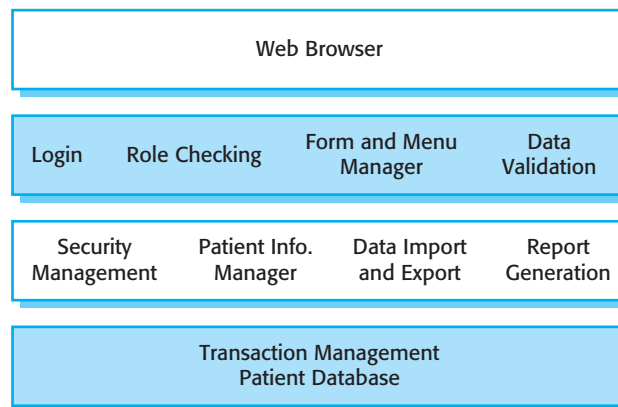 Web Browser
Login Role Checking Form and Menu Manager Data Validation
Security Management Patient Info. Manager Data Import and Export Report Generation
Transaction Management
Patient Database